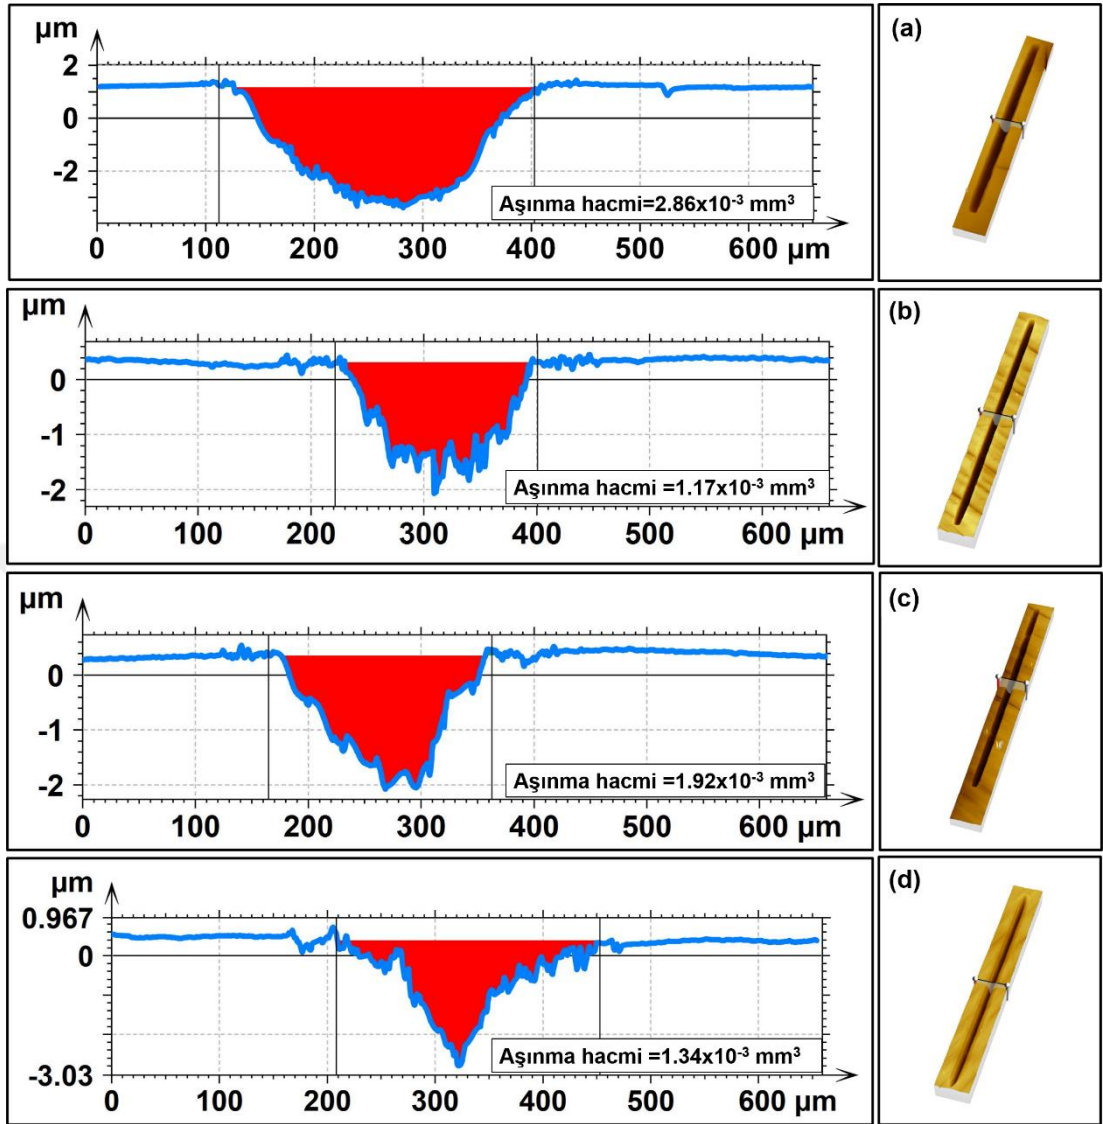 µm
(a)
2
0
-2
Aşınma hacmi=2.86x10⁻³ mm³
0 100 200 300 400 500 600 µm
µm
(b)
0
-1
-2
Aşınma hacmi =1.17x10⁻³ mm³
0 100 200 300 400 500 600 µm
µm
(c)
0
-1
-2
Aşınma hacmi =1.92x10⁻³ mm³
0 100 200 300 400 500 600 µm
µm
(d)
0.967
0
-3.03
Aşınma hacmi =1.34x10⁻³ mm³
0 100 200 300 400 500 600 µm